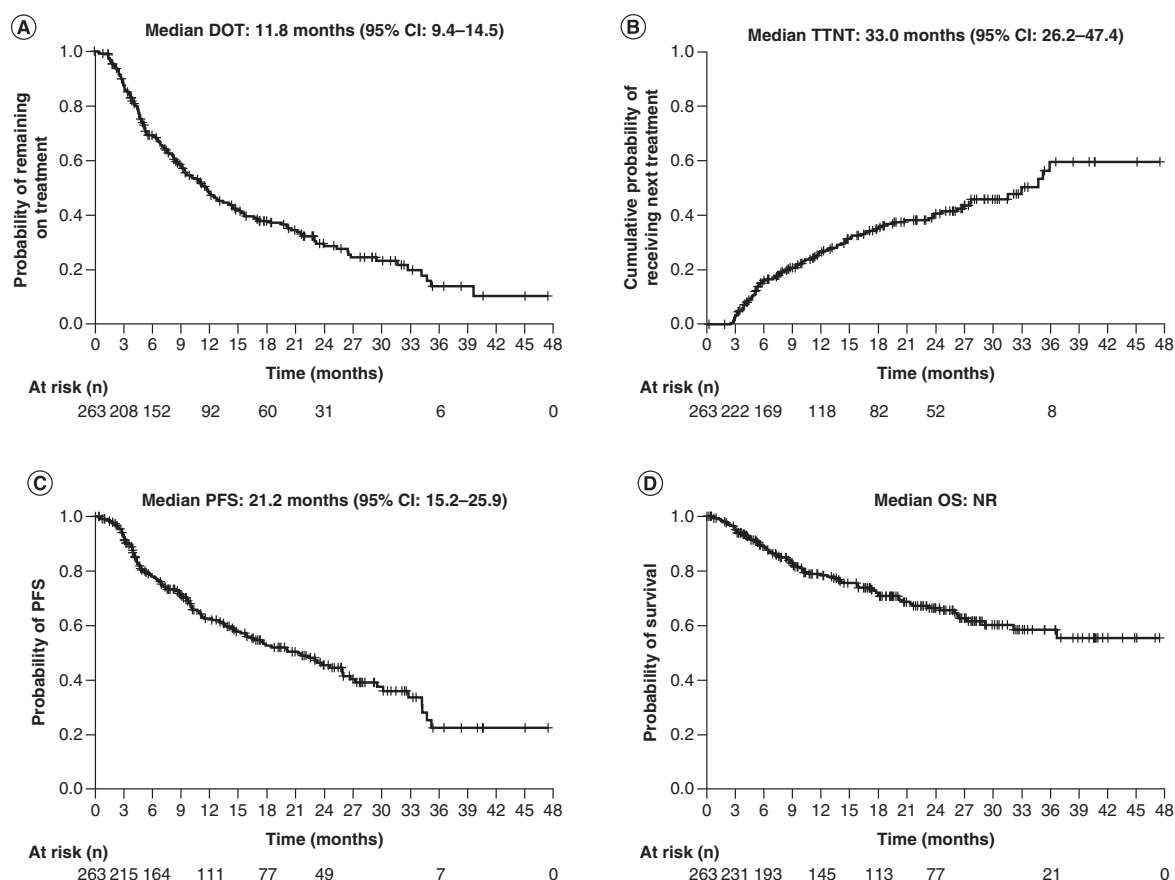 A
Median DOT: 11.8 months (95% CI: 9.4–14.5)
Probability of remaining
on treatment
1.0
0.8
0.6
0.4
0.2
0.0
0 3 6 9 12 15 18 21 24 27 30 33 36 39 42 45 48
Time (months)
At risk (n)
263 208 152 92 60 31 6 0
B
Median TTNT: 33.0 months (95% CI: 26.2–47.4)
Cumulative probability of
receiving next treatment
1.0
0.8
0.6
0.4
0.2
0.0
0 3 6 9 12 15 18 21 24 27 30 33 36 39 42 45 48
Time (months)
At risk (n)
263 222 169 118 82 52 8
C
Median PFS: 21.2 months (95% CI: 15.2–25.9)
Probability of PFS
1.0
0.8
0.6
0.4
0.2
0.0
0 3 6 9 12 15 18 21 24 27 30 33 36 39 42 45 48
Time (months)
At risk (n)
263 215 164 111 77 49 7 0
D
Median OS: NR
Probability of survival
1.0
0.8
0.6
0.4
0.2
0.0
0 3 6 9 12 15 18 21 24 27 30 33 36 39 42 45 48
Time (months)
At risk (n)
263 231 193 145 113 77 21 0